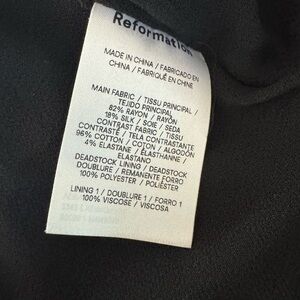 Reformation
MADE IN CHINA / FABRICADO EN
CHINA / FABRIQUÉ EN CHINE
MAIN FABRIC / TISSU PRINCIPAL /
TEJIDO PRINCIPAL
82% RAYON / RAYON
18% SILK / SOIE / SEDA
CONTRAST FABRIC / TISSU
CONTRASTÉ / TELA CONTRASTANTE
96% COTTON / COTON / ALGODÓN
4% ELASTANE / ÉLASTHANNE /
ELASTANO
DEADSTOCK LINING / DEADSTOCK
DOUBLURE / REMANENTE FORRO
100% POLYESTER / POLIÉSTER
LINING 1 / DOUBLURE 1 / FORRO 1
100% VISCOSE / VISCOSA